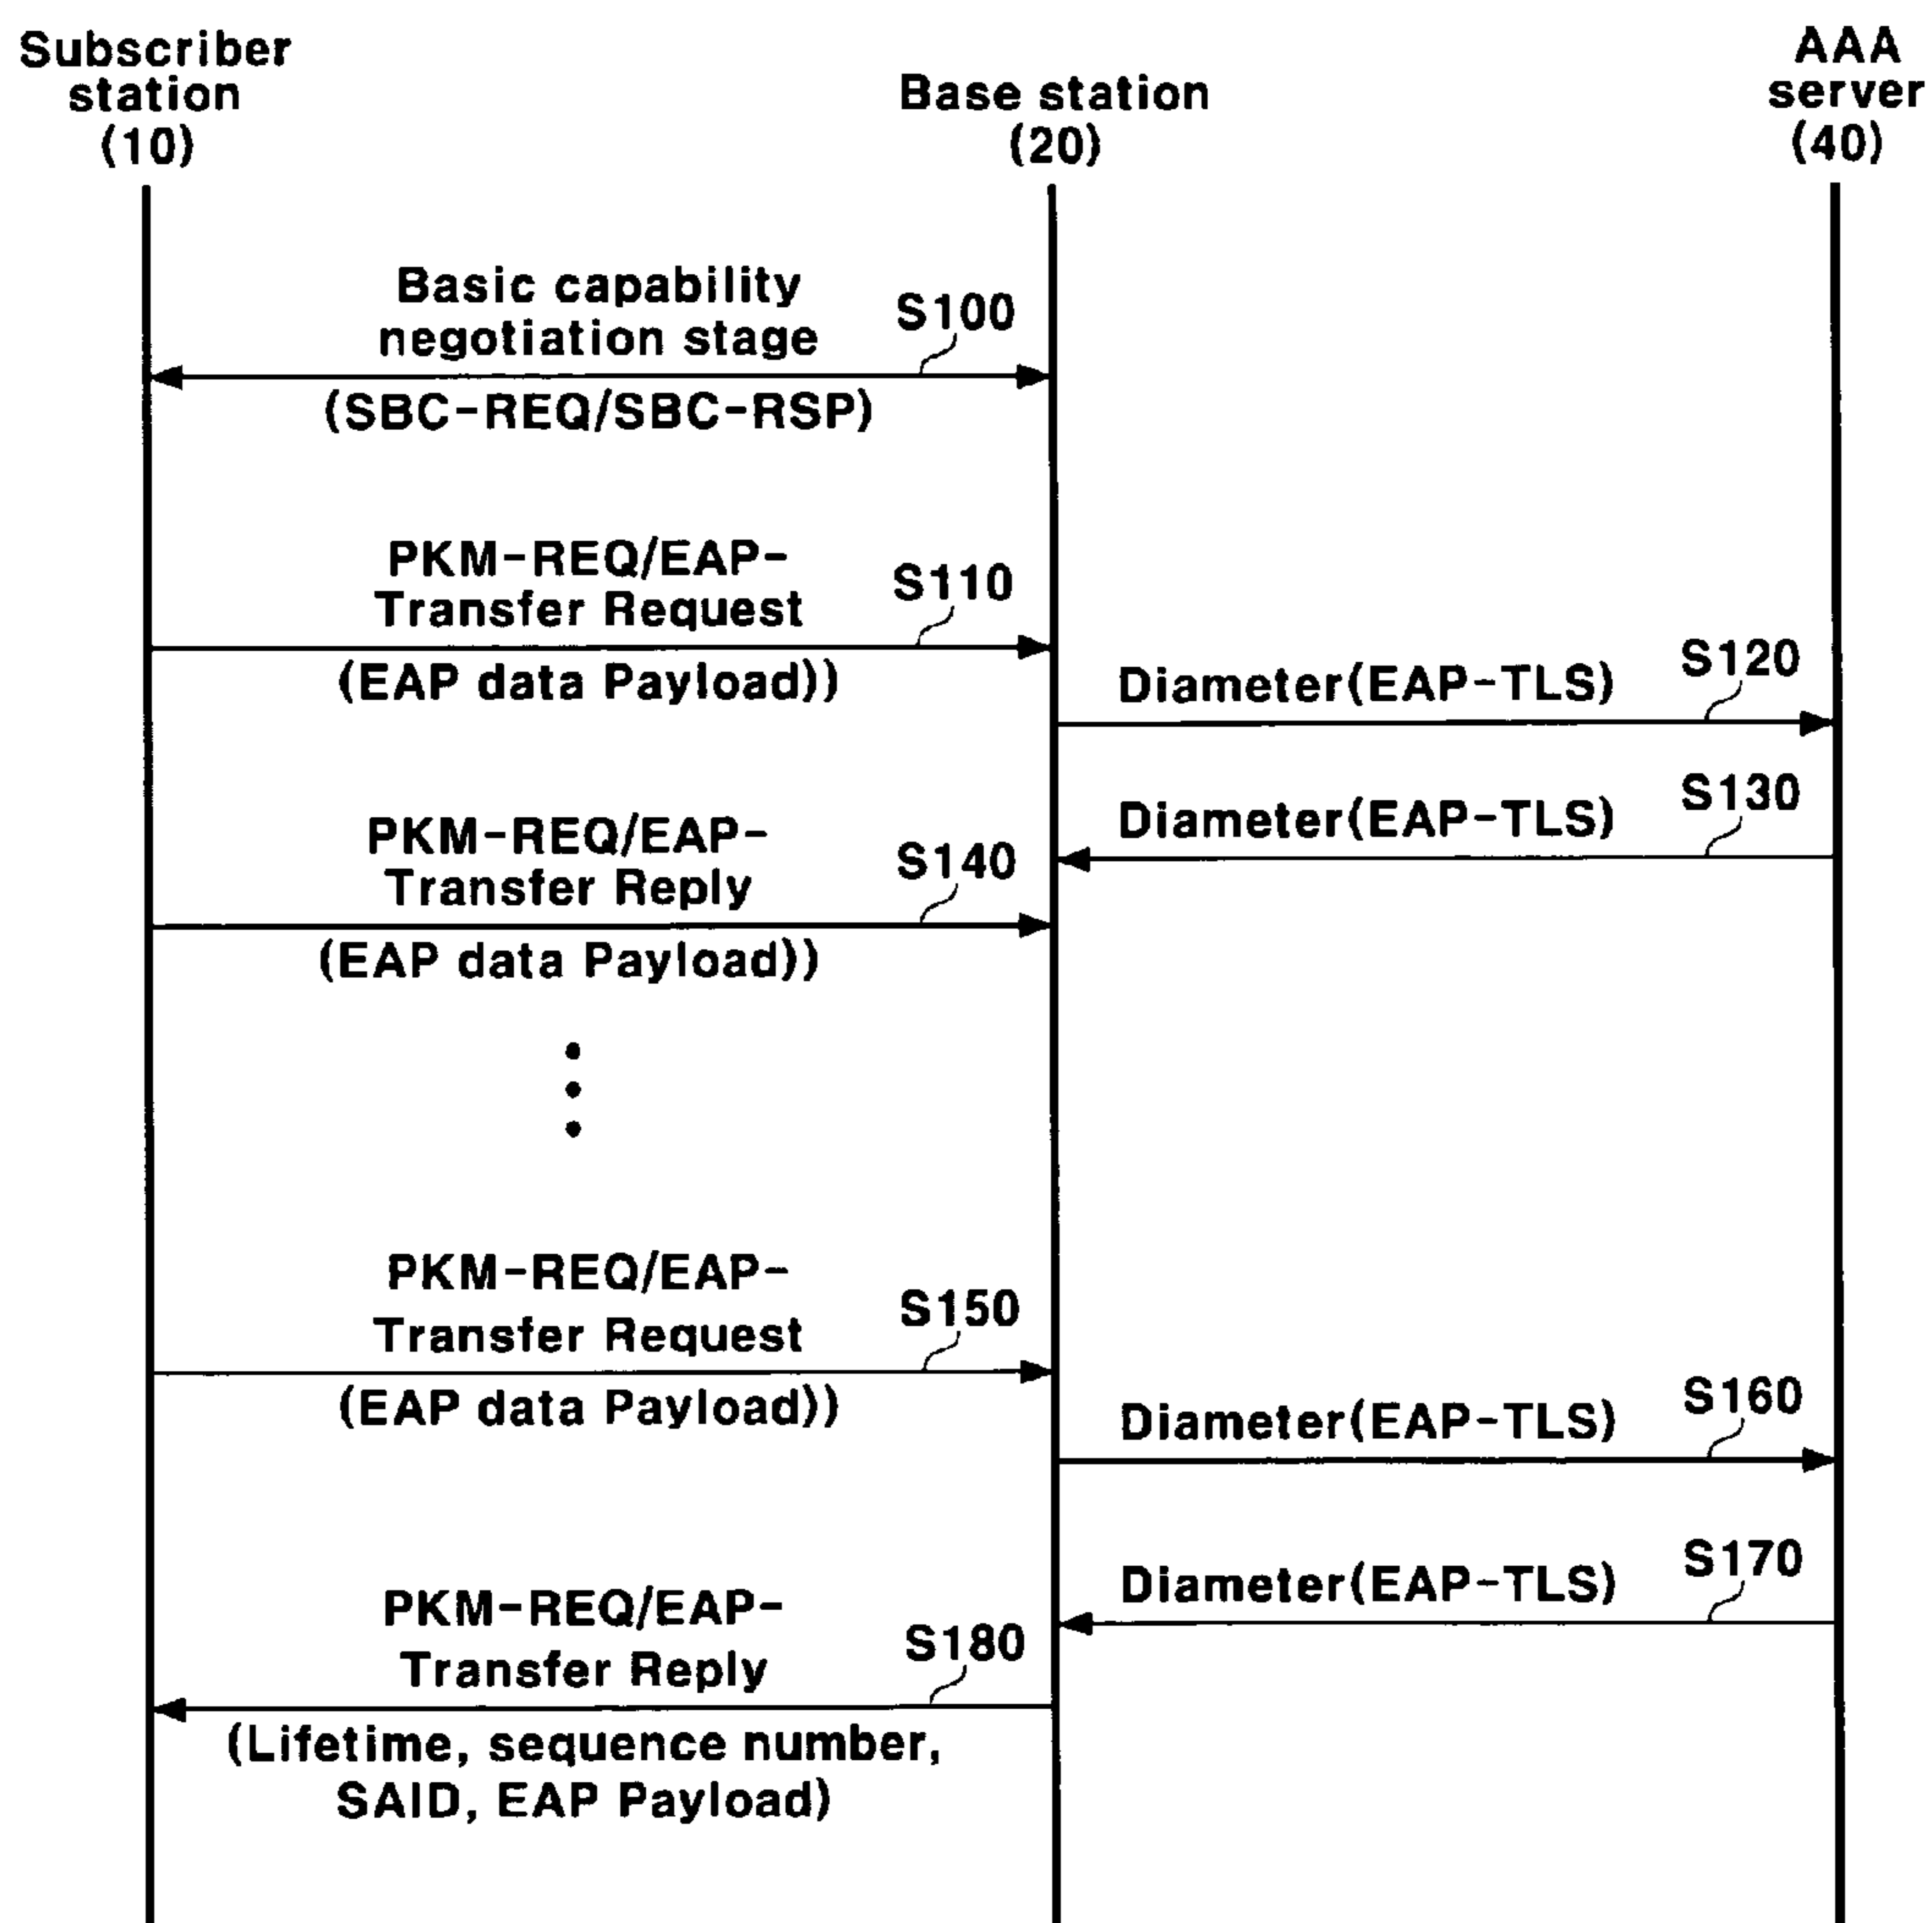 Subscriber
station
(10)
Base station
(20)
AAA
server
(40)
Basic capability
negotiation stage
S100
(SBC-REQ/SBC-RSP)
PKM-REQ/EAP-
Transfer Request
S110
(EAP data Payload))
Diameter(EAP-TLS)
S120
Diameter(EAP-TLS)
S130
PKM-REQ/EAP-
Transfer Reply
S140
(EAP data Payload))
PKM-REQ/EAP-
Transfer Request
S150
(EAP data Payload))
Diameter(EAP-TLS)
S160
Diameter(EAP-TLS)
S170
PKM-REQ/EAP-
Transfer Reply
S180
(Lifetime, sequence number,
SAID, EAP Payload)